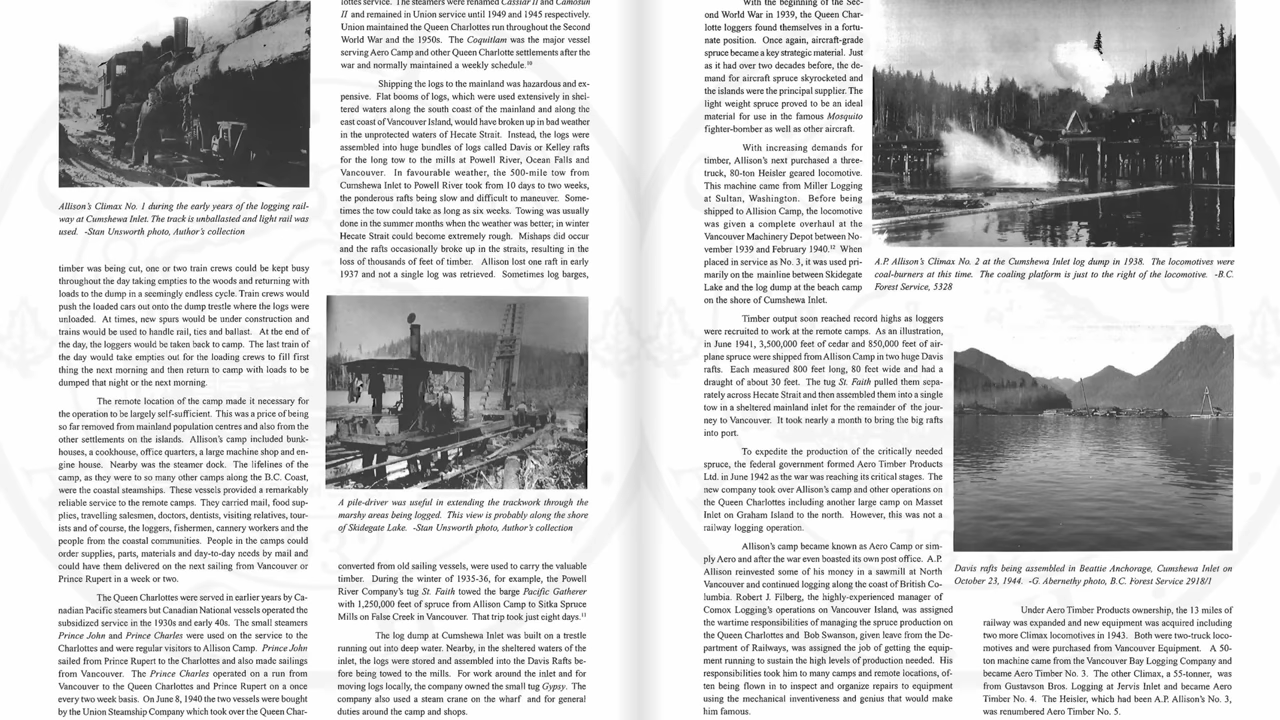 Allison's Climax No. 1 during the early years of the logging rail-
way at Cumshewa Inlet. The track is unballasted and light rail was
used. -Stan Unsworth photo, Author's collection
timber was being cut, one or two train crews could be kept busy
throughout the day taking empties to the woods and returning with
loads to the dump in a seemingly endless cycle. Train crews would
push the loaded cars out onto the dump trestle where the logs were
unloaded. At times, new spurs would be under construction and
trains would be used to handle rail, ties and ballast. At the end of
the day, the loggers would be taken back to camp. The last train of
the day would take empties out for the loading crews to fill first
thing the next morning and then return to camp with loads to be
dumped that night or the next morning.
The remote location of the camp made it necessary for
the operation to be largely self-sufficient. This was a price of being
so far removed from mainland population centres and also from the
other settlements on the islands. Allison's camp included bunk-
houses, a cookhouse, office quarters, a large machine shop and en-
gine house. Nearby was the steamer dock. The lifelines of the
camp, as they were to so many other camps along the B.C. Coast,
were the coastal steamships. These vessels provided a remarkably
reliable service to the remote camps. They carried mail, food sup-
plies, travelling salesmen, doctors, dentists, visiting relatives, tour-
ists and of course, the loggers, fishermen, cannery workers and the
people from the coastal communities. People in the camps could
order supplies, parts, materials and day-to-day needs by mail and
could have them delivered on the next sailing from Vancouver or
Prince Rupert in a week or two.
The Queen Charlottes were served in earlier years by Ca-
nadian Pacific steamers but Canadian National vessels operated the
subsidized service in the 1930s and early 40s. The small steamers
Prince John and Prince Charles were used on the service to the
Charlottes and were regular visitors to Allison Camp. Prince John
sailed from Prince Rupert to the Charlottes and also made sailings
from Vancouver. The Prince Charles operated on a run from
Vancouver to the Queen Charlottes and Prince Rupert on a once
every two week basis. On June 8, 1940 the two vessels were bought
by the Union Steamship Company which took over the Queen Char-
lottes service. The steamers were renamed Cassiar II and Camosun
II and remained in Union service until 1949 and 1945 respectively.
Union maintained the Queen Charlottes run throughout the Second
World War and the 1950s. The Coquitlam was the major vessel
serving Aero Camp and other Queen Charlotte settlements after the
war and normally maintained a weekly schedule.¹⁰
Shipping the logs to the mainland was hazardous and ex-
pensive. Flat booms of logs, which were used extensively in shel-
tered waters along the south coast of the mainland and along the
east coast of Vancouver Island, would have broken up in bad weather
in the unprotected waters of Hecate Strait. Instead, the logs were
assembled into huge bundles of logs called Davis or Kelley rafts
for the long tow to the mills at Powell River, Ocean Falls and
Vancouver. In favourable weather, the 500-mile tow from
Cumshewa Inlet to Powell River took from 10 days to two weeks,
the ponderous rafts being slow and difficult to maneuver. Some-
times the tow could take as long as six weeks. Towing was usually
done in the summer months when the weather was better; in winter
Hecate Strait could become extremely rough. Mishaps did occur
and the rafts occasionally broke up in the straits, resulting in the
loss of thousands of feet of timber. Allison lost one raft in early
1937 and not a single log was retrieved. Sometimes log barges,
A pile-driver was useful in extending the trackwork through the
marshy areas being logged. This view is probably along the shore
of Skidegate Lake. -Stan Unsworth photo, Author's collection
converted from old sailing vessels, were used to carry the valuable
timber. During the winter of 1935-36, for example, the Powell
River Company's tug St. Faith towed the barge Pacific Gatherer
with 1,250,000 feet of spruce from Allison Camp to Sitka Spruce
Mills on False Creek in Vancouver. That trip took just eight days.¹¹
The log dump at Cumshewa Inlet was built on a trestle
running out into deep water. Nearby, in the sheltered waters of the
inlet, the logs were stored and assembled into the Davis Rafts be-
fore being towed to the mills. For work around the inlet and for
moving logs locally, the company owned the small tug Gypsy. The
company also used a steam crane on the wharf and for general
duties around the camp and shops.
With the beginning of the Sec-
ond World War in 1939, the Queen Char-
lotte loggers found themselves in a fortu-
nate position. Once again, aircraft-grade
spruce became a key strategic material. Just
as it had over two decades before, the de-
mand for aircraft spruce skyrocketed and
the islands were the principal supplier. The
light weight spruce proved to be an ideal
material for use in the famous Mosquito
fighter-bomber as well as other aircraft.
With increasing demands for
timber, Allison's next purchased a three-
truck, 80-ton Heisler geared locomotive.
This machine came from Miller Logging
at Sultan, Washington. Before being
shipped to Allision Camp, the locomotive
was given a complete overhaul at the
Vancouver Machinery Depot between No-
vember 1939 and February 1940.¹² When
placed in service as No. 3, it was used pri-
marily on the mainline between Skidegate
Lake and the log dump at the beach camp
on the shore of Cumshewa Inlet.
Timber output soon reached record highs as loggers
were recruited to work at the remote camps. As an illustration,
in June 1941, 3,500,000 feet of cedar and 850,000 feet of air-
plane spruce were shipped from Allison Camp in two huge Davis
rafts. Each measured 800 feet long, 80 feet wide and had a
draught of about 30 feet. The tug St. Faith pulled them sepa-
rately across Hecate Strait and then assembled them into a single
tow in a sheltered mainland inlet for the remainder of the jour-
ney to Vancouver. It took nearly a month to bring the big rafts
into port.
To expedite the production of the critically needed
spruce, the federal government formed Aero Timber Products
Ltd. in June 1942 as the war was reaching its critical stages. The
new company took over Allison's camp and other operations on
the Queen Charlottes including another large camp on Masset
Inlet on Graham Island to the north. However, this was not a
railway logging operation.
Allison's camp became known as Aero Camp or sim-
ply Aero and after the war even boasted its own post office. A.P.
Allison reinvested some of his money in a sawmill at North
Vancouver and continued logging along the coast of British Co-
lumbia. Robert J. Filberg, the highly-experienced manager of
Comox Logging's operations on Vancouver Island, was assigned
the wartime responsibilities of managing the spruce production on
the Queen Charlottes and Bob Swanson, given leave from the De-
partment of Railways, was assigned the job of getting the equip-
ment running to sustain the high levels of production needed. His
responsibilities took him to many camps and remote locations, of-
ten being flown in to inspect and organize repairs to equipment
using the mechanical inventiveness and genius that would make
him famous.
A.P. Allison's Climax No. 2 at the Cumshewa Inlet log dump in 1938. The locomotives were
coal-burners at this time. The coaling platform is just to the right of the locomotive. -B.C.
Forest Service, 5328
Davis rafts being assembled in Beattie Anchorage, Cumshewa Inlet on
October 23, 1944. -G. Abernethy photo, B.C. Forest Service 2918/1
Under Aero Timber Products ownership, the 13 miles of
railway was expanded and new equipment was acquired including
two more Climax locomotives in 1943. Both were two-truck loco-
motives and were purchased from Vancouver Equipment. A 50-
ton machine came from the Vancouver Bay Logging Company and
became Aero Timber No. 3. The other Climax, a 55-tonner, was
from Gustavson Bros. Logging at Jervis Inlet and became Aero
Timber No. 4. The Heisler, which had been A.P. Allison's No. 3,
was renumbered Aero Timber No. 5.